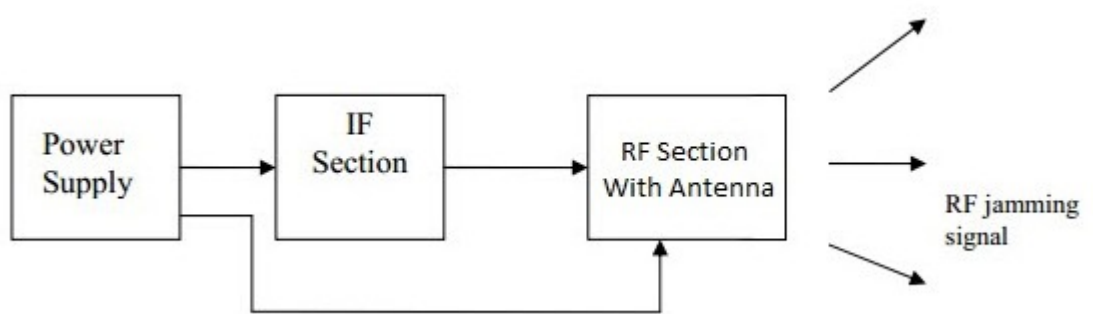 Power
Supply
IF
Section
RF Section
With Antenna
RF jamming
signal